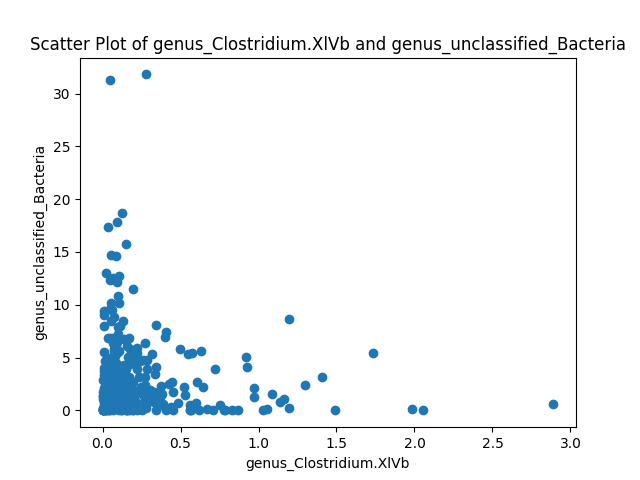 Scatter Plot of genus_Clostridium.XlVb and genus_unclassified_Bacteria
genus_unclassified_Bacteria
30
25
20
15
10
5
0
0.0 0.5 1.0 1.5 2.0 2.5 3.0
genus_Clostridium.XlVb